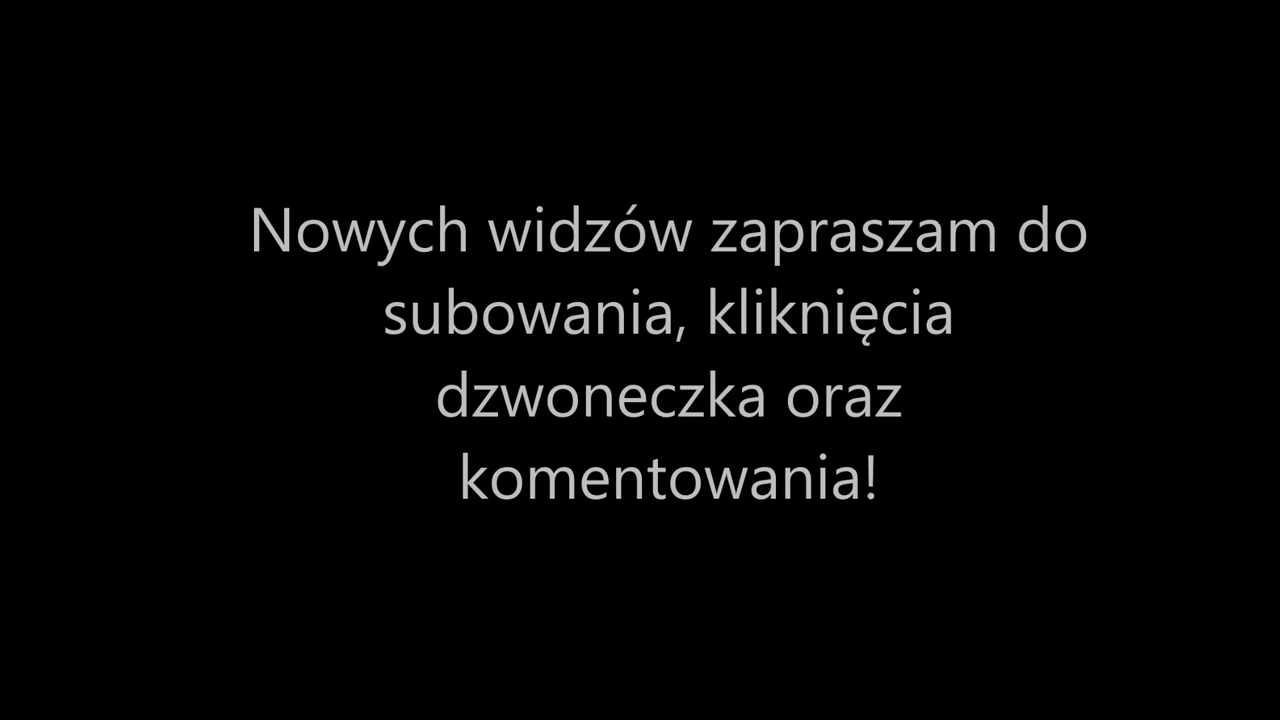 Nowych widzów zapraszam do
subowania, kliknięcia
dzwoneczka oraz
komentowania!